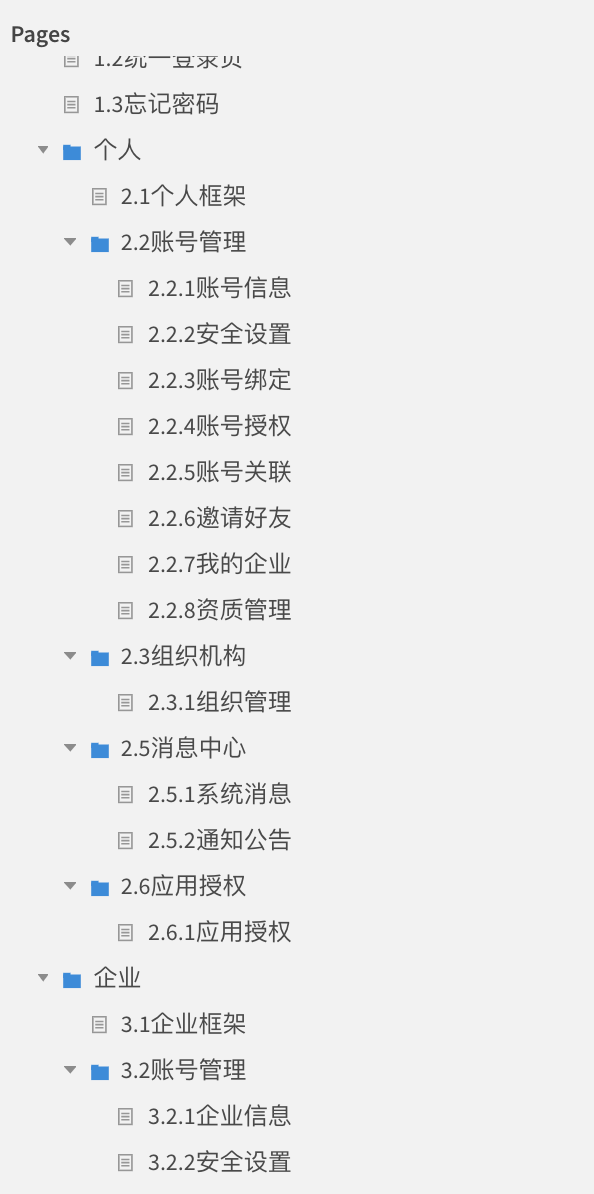 Pages
1.2统一登录页
1.3忘记密码
个人
2.1个人框架
2.2账号管理
2.2.1账号信息
2.2.2安全设置
2.2.3账号绑定
2.2.4账号授权
2.2.5账号关联
2.2.6邀请好友
2.2.7我的企业
2.2.8资质管理
2.3组织机构
2.3.1组织管理
2.5消息中心
2.5.1系统消息
2.5.2通知公告
2.6应用授权
2.6.1应用授权
企业
3.1企业框架
3.2账号管理
3.2.1企业信息
3.2.2安全设置